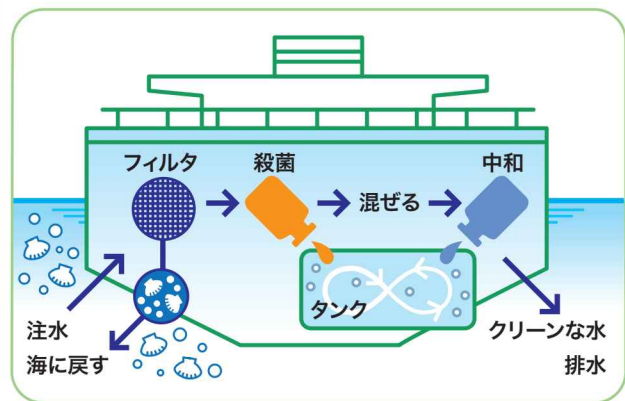 フィルタ
殺菌
混ぜる
中和
タンク
注水
海に戻す
クリーンな水
排水